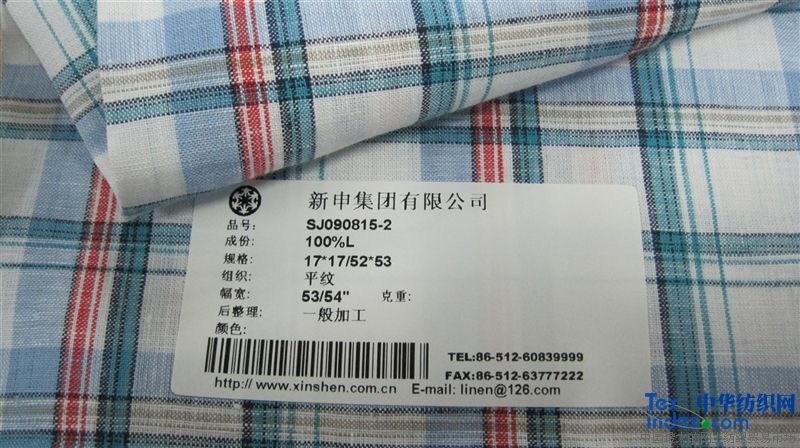 新申集团有限公司
品号: SJ090815-2
成份: 100%L
规格: 17*17/52*53
组织: 平纹
幅宽: 53/54" 克重:
后整理: 一般加工
颜色:
TEL:86-512-60839999
FAX:86-512-63777222
http://www.xinshen.com.cn E-mail: linen@126.com
Tex 中华纺织网
index.com